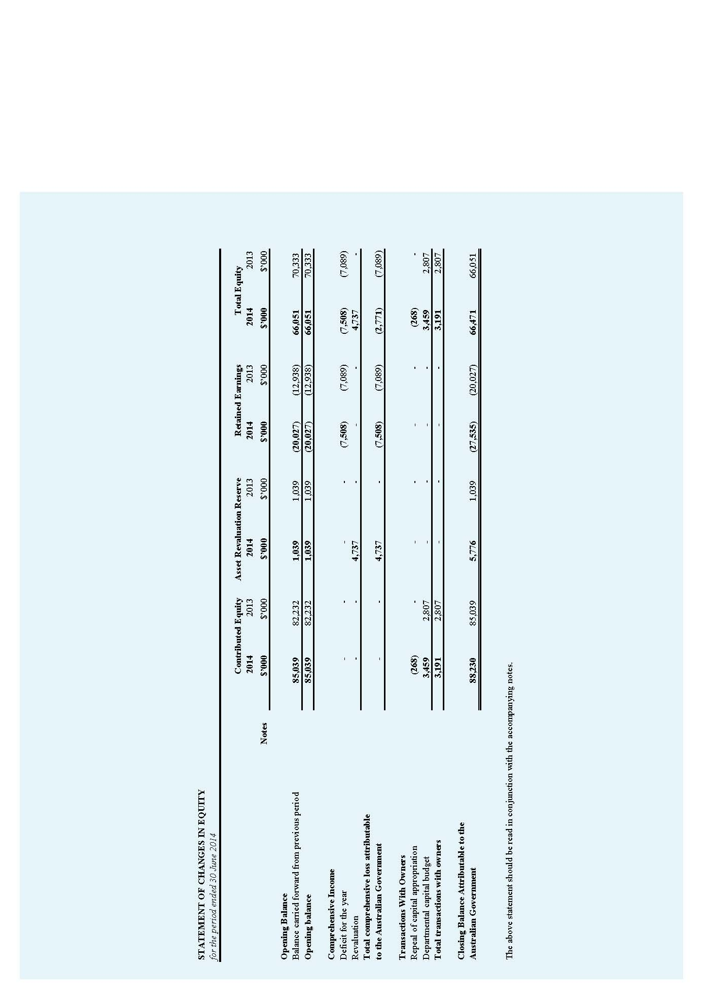 STATEMENT OF CHANGES IN EQUITY
for the period ended 30 June 2014
Contributed Equity Asset Revaluation Reserve Retained Earnings Total Equity
2014 2013 2014 2013 2014 2013 2014 2013
Notes $'000 $'000 $'000 $'000 $'000 $'000 $'000 $'000
Opening Balance
Balance carried forward from previous period 85,039 82,232 1,039 1,039 (20,027) (12,938) 66,051 70,333
Opening balance 85,039 82,232 1,039 1,039 (20,027) (12,938) 66,051 70,333
Comprehensive Income
Deficit for the year - - - - (7,508) (7,089) (7,508) (7,089)
Revaluation - - 4,737 - - - 4,737 -
Total comprehensive loss attributable
to the Australian Government - - 4,737 - (7,508) (7,089) (2,771) (7,089)
Transactions With Owners
Repeal of capital appropriation (268) - - - - - (268) -
Departmental capital budget 3,459 2,807 - - - - 3,459 2,807
Total transactions with owners 3,191 2,807 - - - - 3,191 2,807
Closing Balance Attributable to the
Australian Government 88,230 85,039 5,776 1,039 (27,535) (20,027) 66,471 66,051
The above statement should be read in conjunction with the accompanying notes.